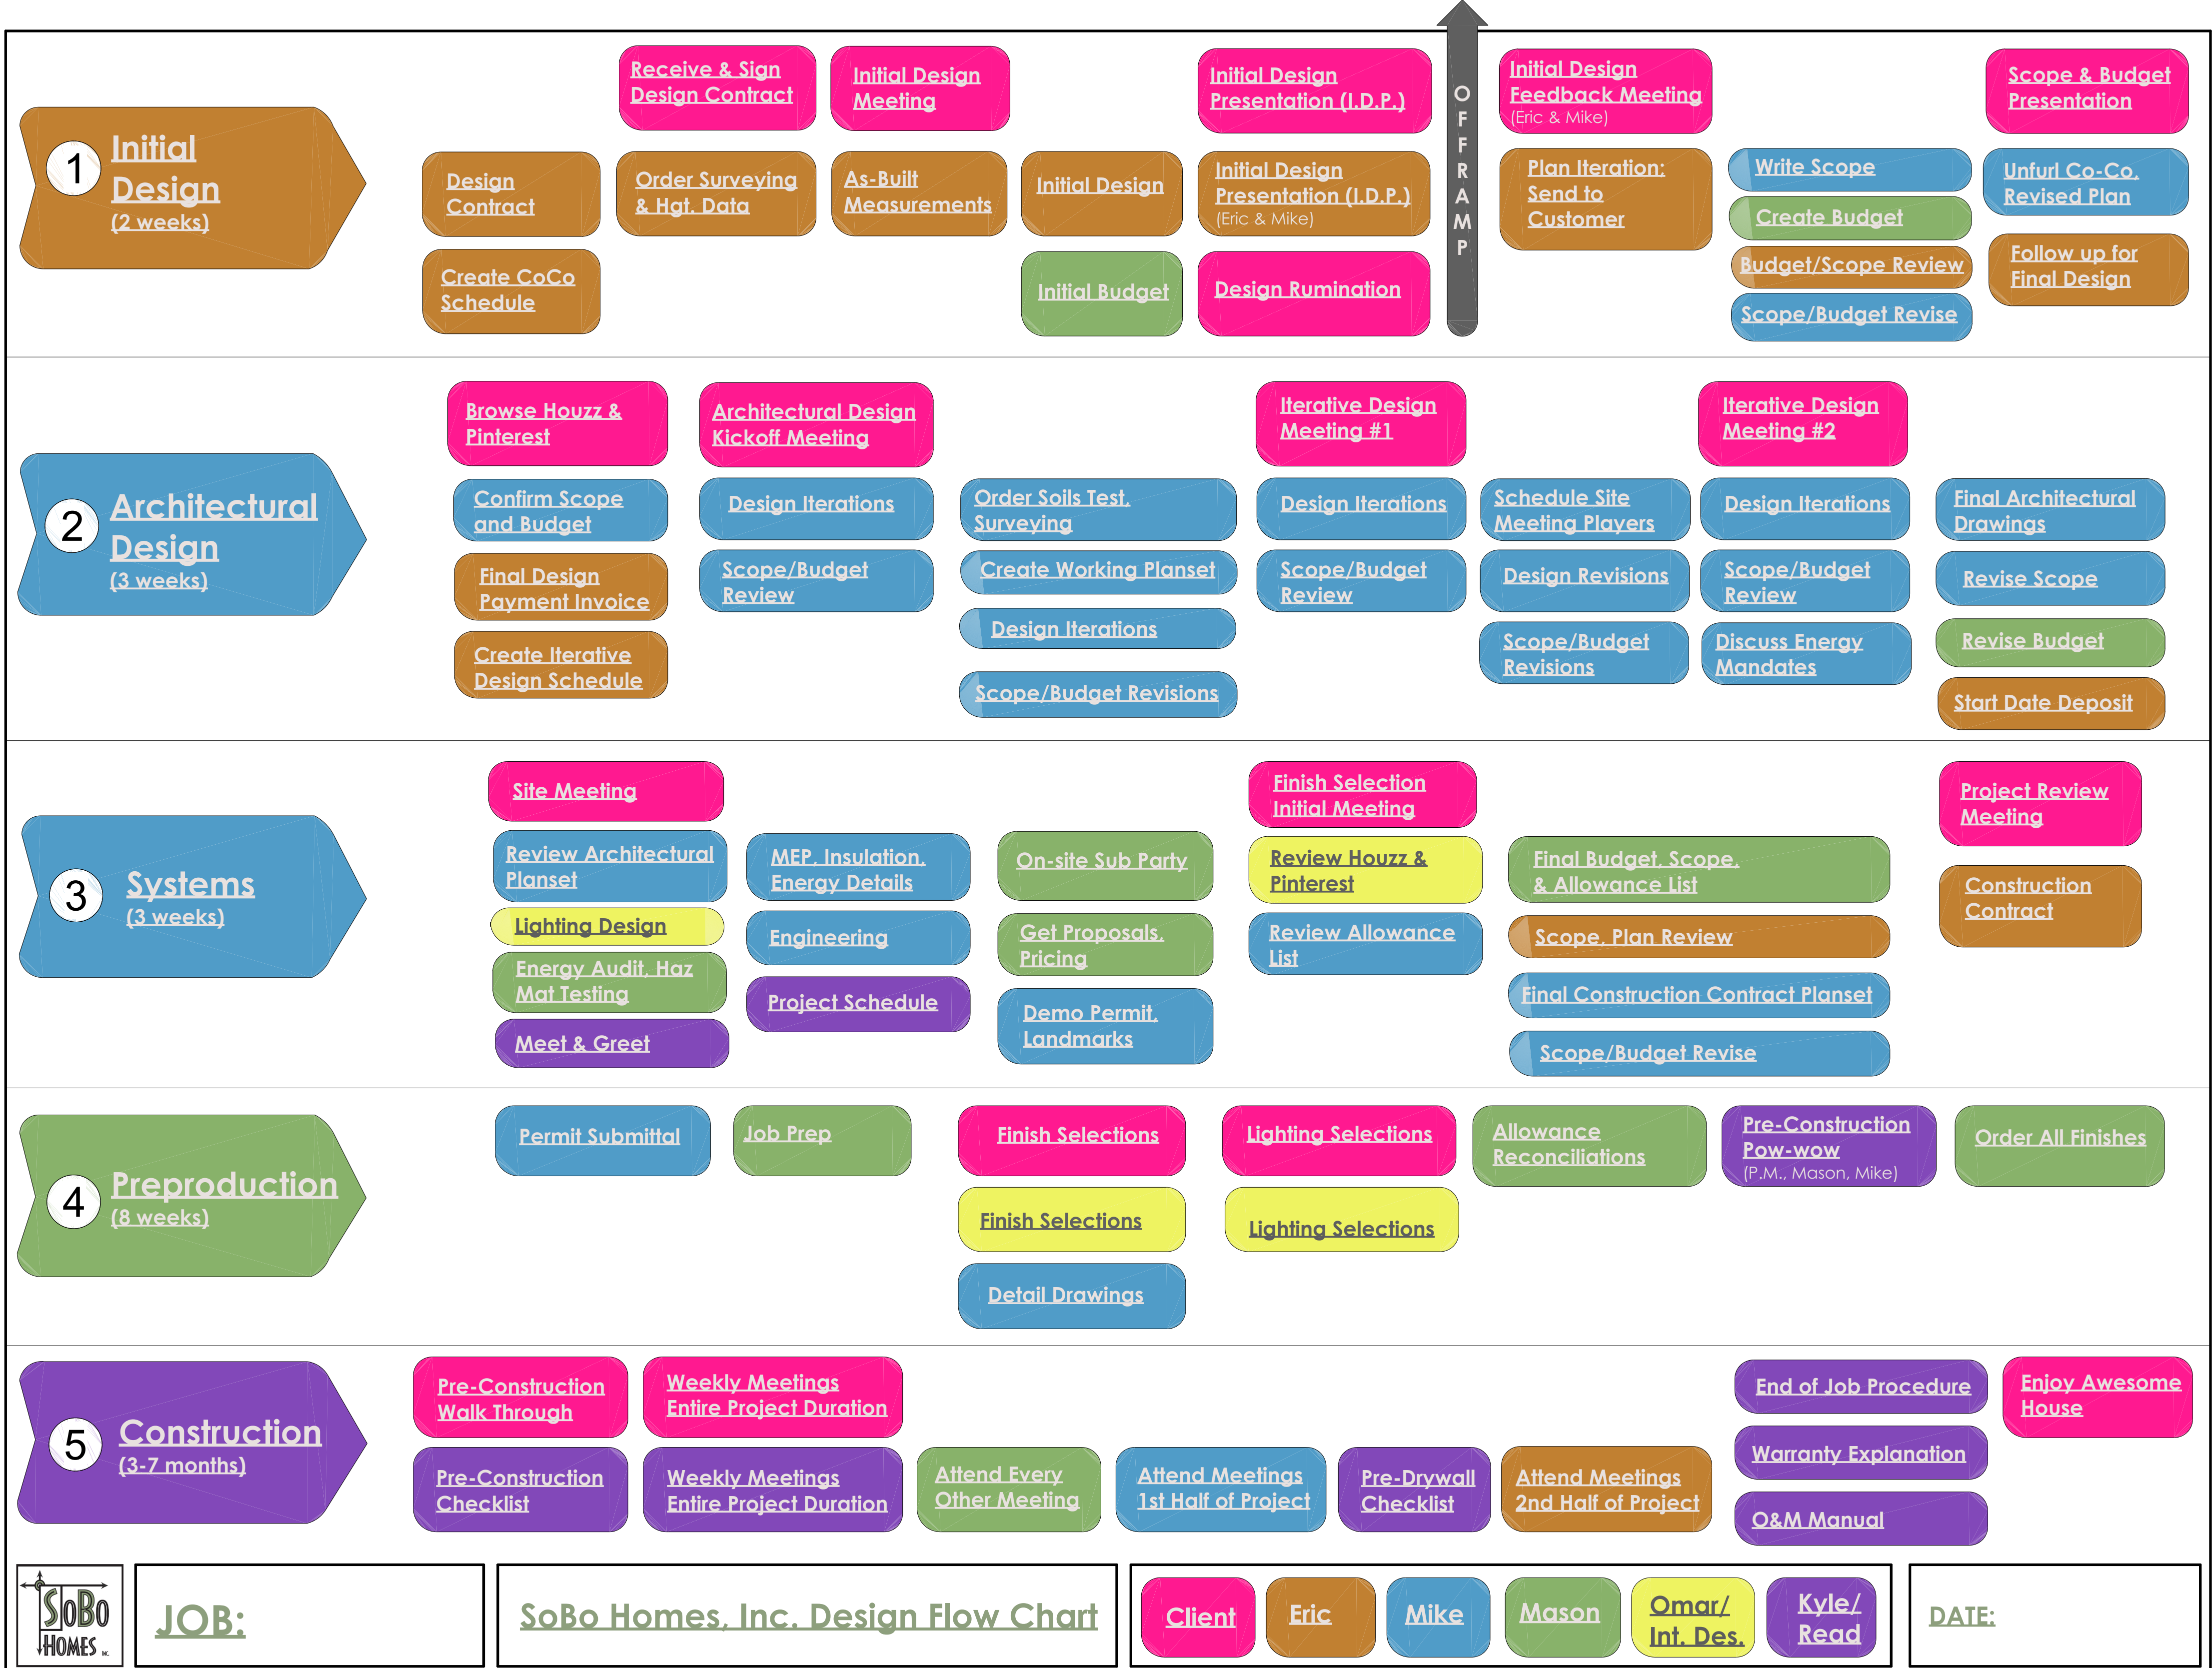 Receive & Sign
Design Contract
Initial Design
Meeting
Initial Design
Presentation (I.D.P.)
OFFRAMP
Initial Design
Feedback Meeting
(Eric & Mike)
Scope & Budget
Presentation
1
Initial
Design
(2 weeks)
Design
Contract
Order Surveying
& Hgt. Data
As-Built
Measurements
Initial Design
Initial Design
Presentation (I.D.P.)
(Eric & Mike)
Plan Iteration:
Send to
Customer
Write Scope
Create Budget
Budget/Scope Review
Scope/Budget Revise
Unfurl Co-Co,
Revised Plan
Create CoCo
Schedule
Initial Budget
Design Rumination
Follow up for
Final Design
Browse Houzz &
Pinterest
Architectural Design
Kickoff Meeting
Iterative Design
Meeting #1
Iterative Design
Meeting #2
2
Architectural
Design
(3 weeks)
Confirm Scope
and Budget
Final Design
Payment Invoice
Create Iterative
Design Schedule
Design Iterations
Scope/Budget
Review
Order Soils Test,
Surveying
Create Working Planset
Design Iterations
Scope/Budget Revisions
Design Iterations
Scope/Budget
Review
Schedule Site
Meeting Players
Design Revisions
Scope/Budget
Revisions
Design Iterations
Scope/Budget
Review
Discuss Energy
Mandates
Final Architectural
Drawings
Revise Scope
Revise Budget
Start Date Deposit
3
Systems
(3 weeks)
Site Meeting
Review Architectural
Planset
Lighting Design
Energy Audit, Haz
Mat Testing
Meet & Greet
MEP, Insulation,
Energy Details
Engineering
Project Schedule
On-site Sub Party
Get Proposals,
Pricing
Demo Permit,
Landmarks
Finish Selection
Initial Meeting
Review Houzz &
Pinterest
Review Allowance
List
Final Budget, Scope,
& Allowance List
Scope, Plan Review
Final Construction Contract Planset
Scope/Budget Revise
Project Review
Meeting
Construction
Contract
4
Preproduction
(8 weeks)
Permit Submittal
Job Prep
Finish Selections
Finish Selections
Detail Drawings
Lighting Selections
Lighting Selections
Allowance
Reconciliations
Pre-Construction
Pow-wow
(P.M., Mason, Mike)
Order All Finishes
5
Construction
(3-7 months)
Pre-Construction
Walk Through
Pre-Construction
Checklist
Weekly Meetings
Entire Project Duration
Weekly Meetings
Entire Project Duration
Attend Every
Other Meeting
Attend Meetings
1st Half of Project
Pre-Drywall
Checklist
Attend Meetings
2nd Half of Project
End of Job Procedure
Warranty Explanation
O&M Manual
Enjoy Awesome
House
SoBo
HOMES INC.
JOB:
SoBo Homes, Inc. Design Flow Chart
Client
Eric
Mike
Mason
Omar/
Int. Des.
Kyle/
Read
DATE: